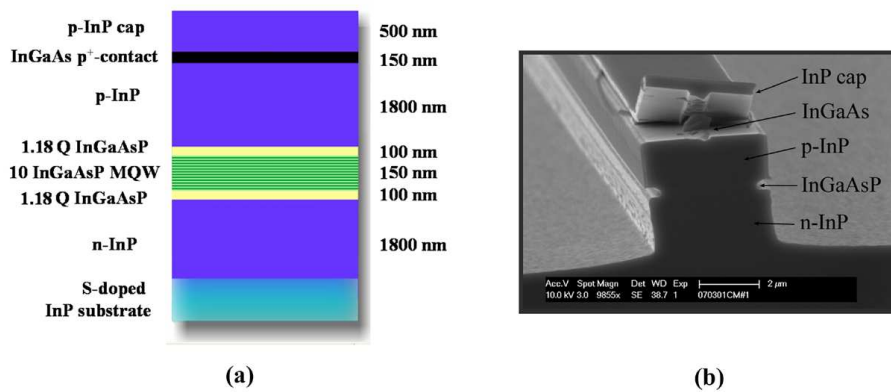 p-InP cap
500 nm
InGaAs p⁺-contact
150 nm
p-InP
1800 nm
1.18 Q InGaAsP
100 nm
10 InGaAsP MQW
150 nm
1.18 Q InGaAsP
100 nm
n-InP
1800 nm
S-doped
InP substrate
(a)
InP cap
InGaAs
p-InP
InGaAsP
n-InP
Acc.V Spot Magn Det WD Exp
10.0 kV 3.0 9855x SE 38.7 1 070301CM#1
2 µm
(b)